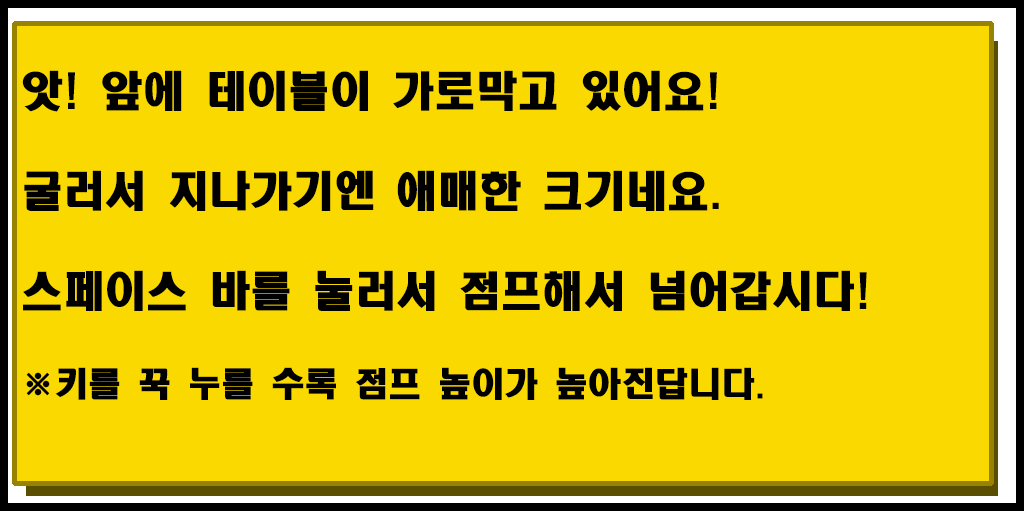 앗! 앞에 테이블이 가로막고 있어요!
굴러서 지나가기엔 애매한 크기네요.
스페이스 바를 눌러서 점프해서 넘어갑시다!
※키를 꾹 누를 수록 점프 높이가 높아진답니다.